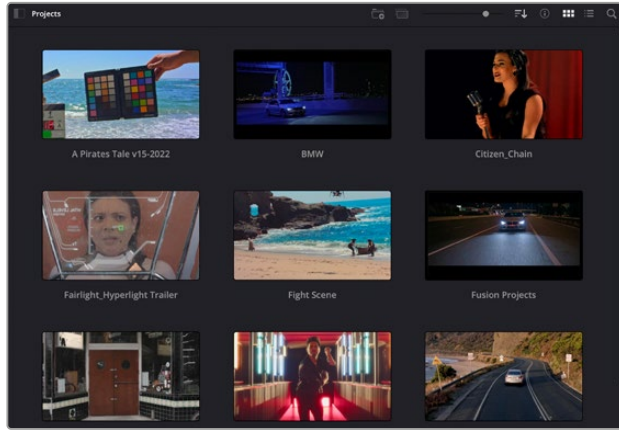 Projects
A Pirates Tale v15-2022
BMW
Citizen_Chain
Fairlight_Hyperlight Trailer
Fight Scene
Fusion Projects